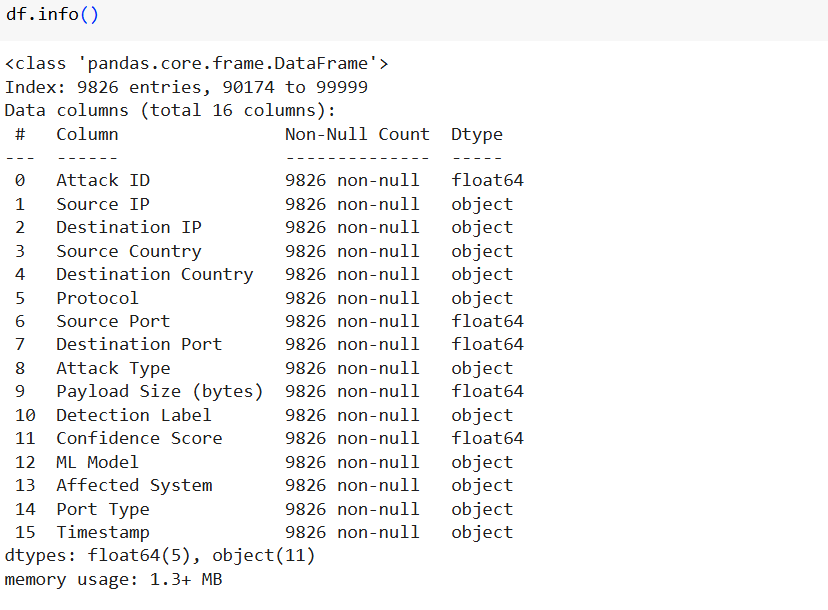 df.info()
<class 'pandas.core.frame.DataFrame'>
Index: 9826 entries, 90174 to 99999
Data columns (total 16 columns):
 #   Column                Non-Null Count  Dtype
---  ------                --------------  -----
 0   Attack ID             9826 non-null   float64
 1   Source IP             9826 non-null   object
 2   Destination IP        9826 non-null   object
 3   Source Country        9826 non-null   object
 4   Destination Country   9826 non-null   object
 5   Protocol              9826 non-null   object
 6   Source Port           9826 non-null   float64
 7   Destination Port      9826 non-null   float64
 8   Attack Type           9826 non-null   object
 9   Payload Size (bytes)  9826 non-null   float64
 10  Detection Label       9826 non-null   object
 11  Confidence Score      9826 non-null   float64
 12  ML Model              9826 non-null   object
 13  Affected System       9826 non-null   object
 14  Port Type             9826 non-null   object
 15  Timestamp             9826 non-null   object
dtypes: float64(5), object(11)
memory usage: 1.3+ MB